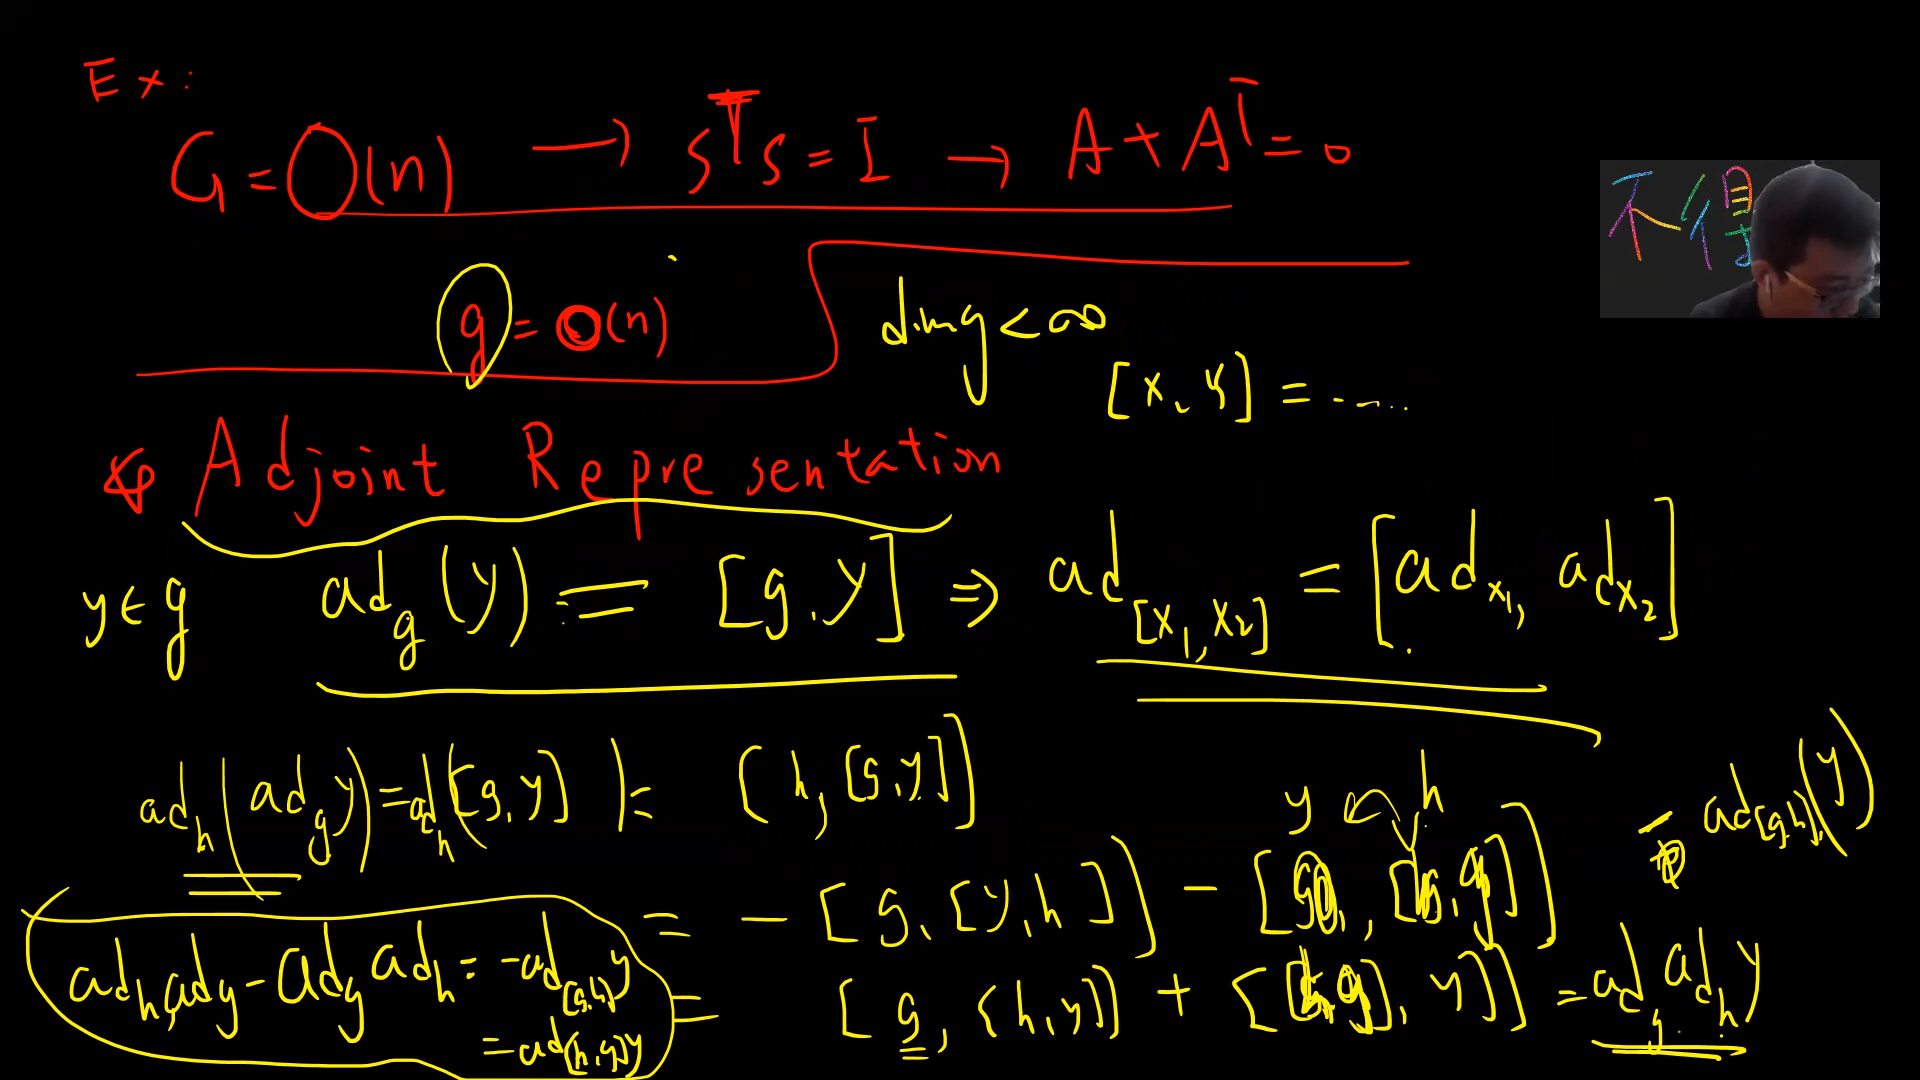 Ex:
G = O(n) → SᵀS = I → A + Aᵀ = 0
不得
g = o(n)
dim g < ∞
[x, y] = ....
Adjoint Representation
y ∈ g  ad_g(y) = [g, y] ⇒ ad_[x₁, x₂] = [ad_x₁, ad_x₂]
ad_h(ad_g y) = ad_h([g, y]) = [h, [g, y]]
y h
- ad_[g,h](y)
= - [g, [y, h]] - [y, [h, g]]
ad_h ad_g - ad_g ad_h = -ad_[g,h] y
= ad_[h,g] y
= [g, [h, y]] + [[h, g], y]] = ad_g ad_h y